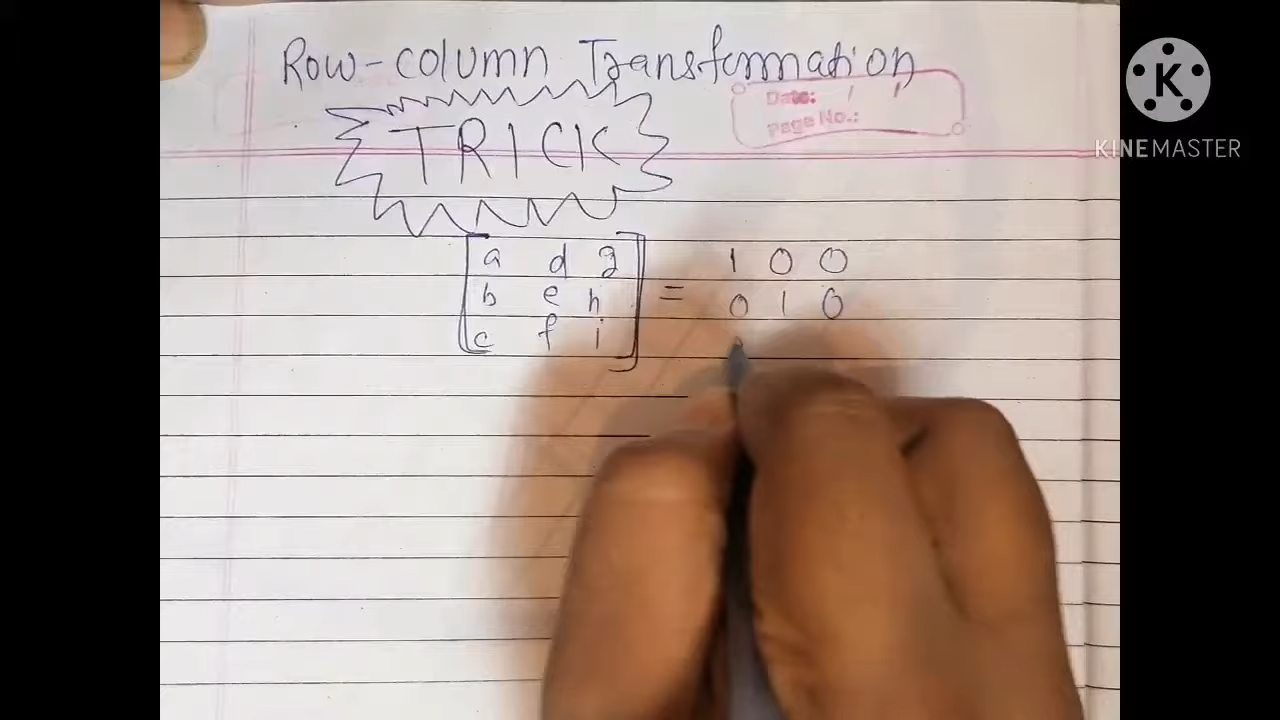 Row-column Transformation
Date:
Page No.:
KINEMASTER
TRICK
a d g = 1 0 0
b e h 0 1 0
c f i